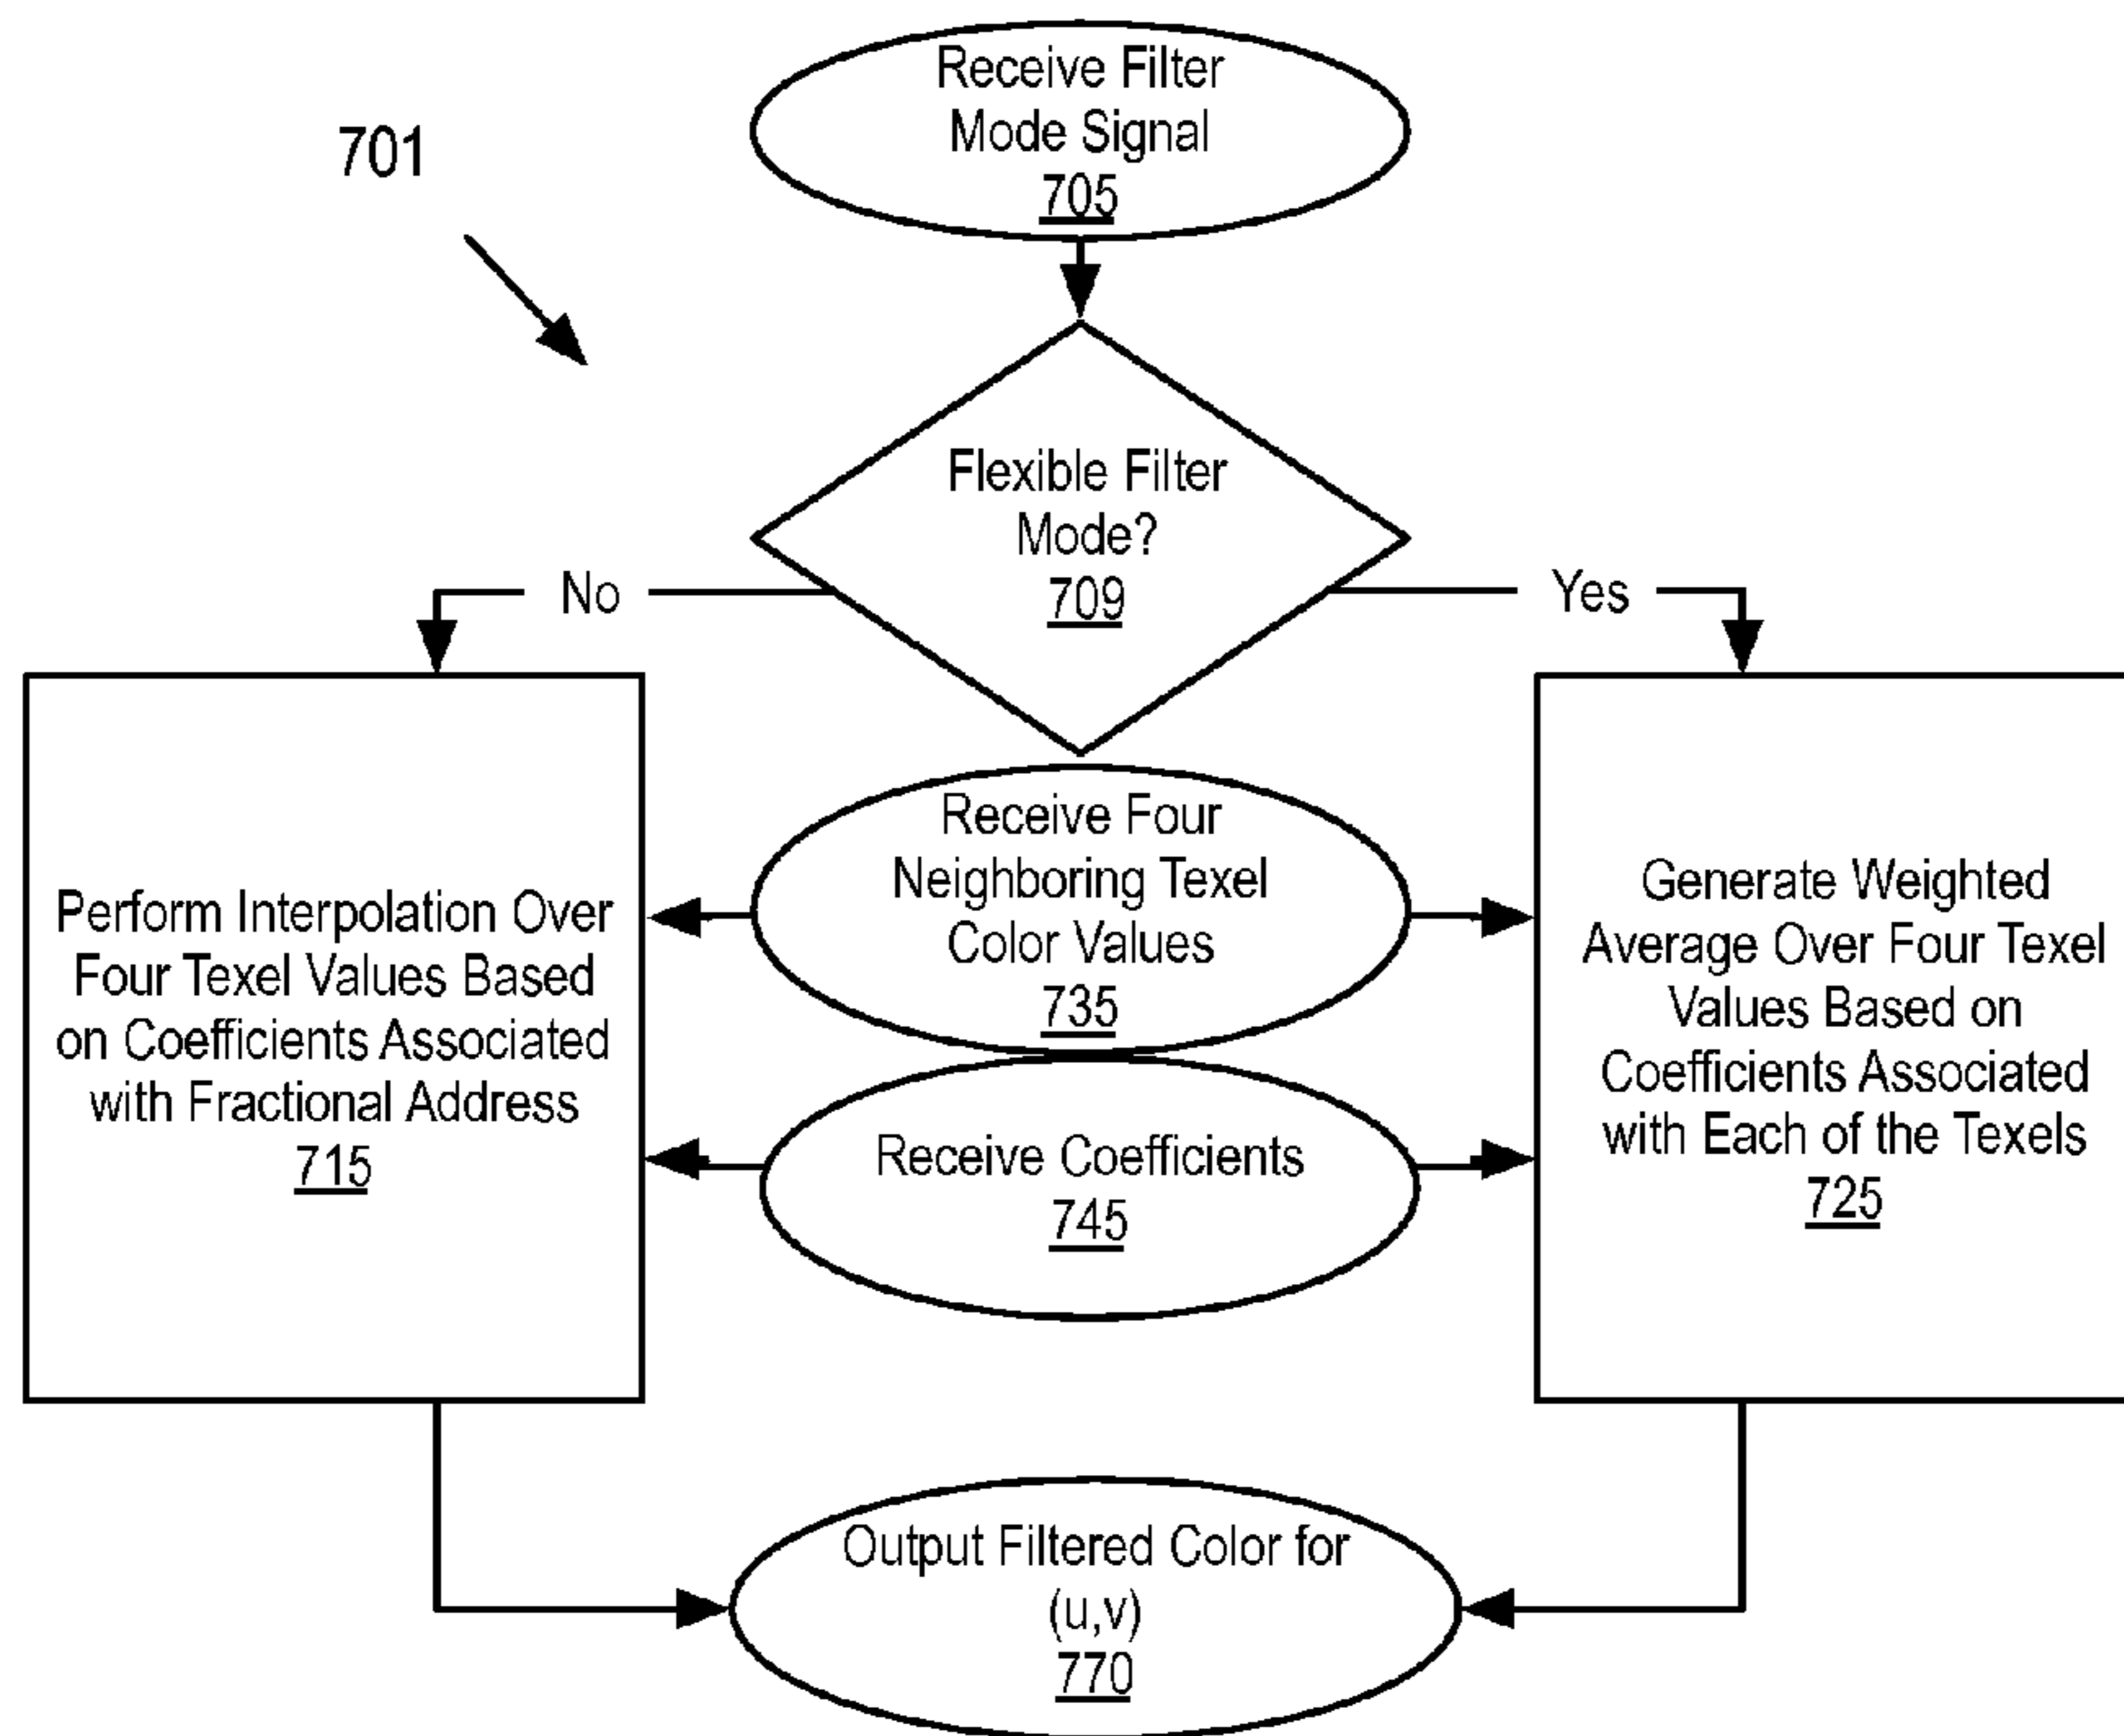 701
Receive Filter
Mode Signal
705
Flexible Filter
Mode?
709
No
Yes
Perform Interpolation Over
Four Texel Values Based
on Coefficients Associated
with Fractional Address
715
Receive Four
Neighboring Texel
Color Values
735
Receive Coefficients
745
Generate Weighted
Average Over Four Texel
Values Based on
Coefficients Associated
with Each of the Texels
725
Output Filtered Color for
(u,v)
770